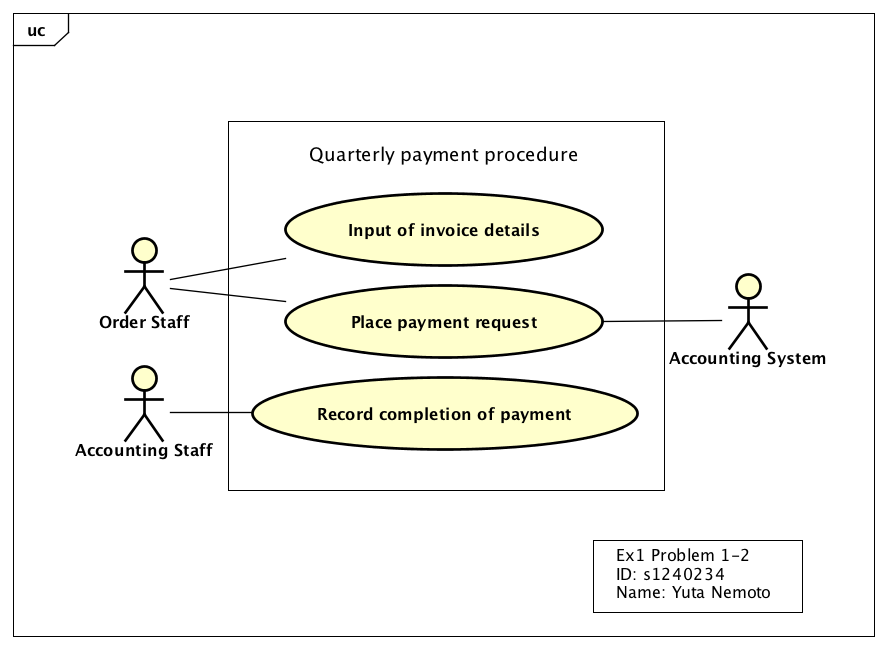 uc
Quarterly payment procedure
Input of invoice details
Order Staff
Place payment request
Accounting System
Accounting Staff
Record completion of payment
Ex1 Problem 1-2
ID: s1240234
Name: Yuta Nemoto